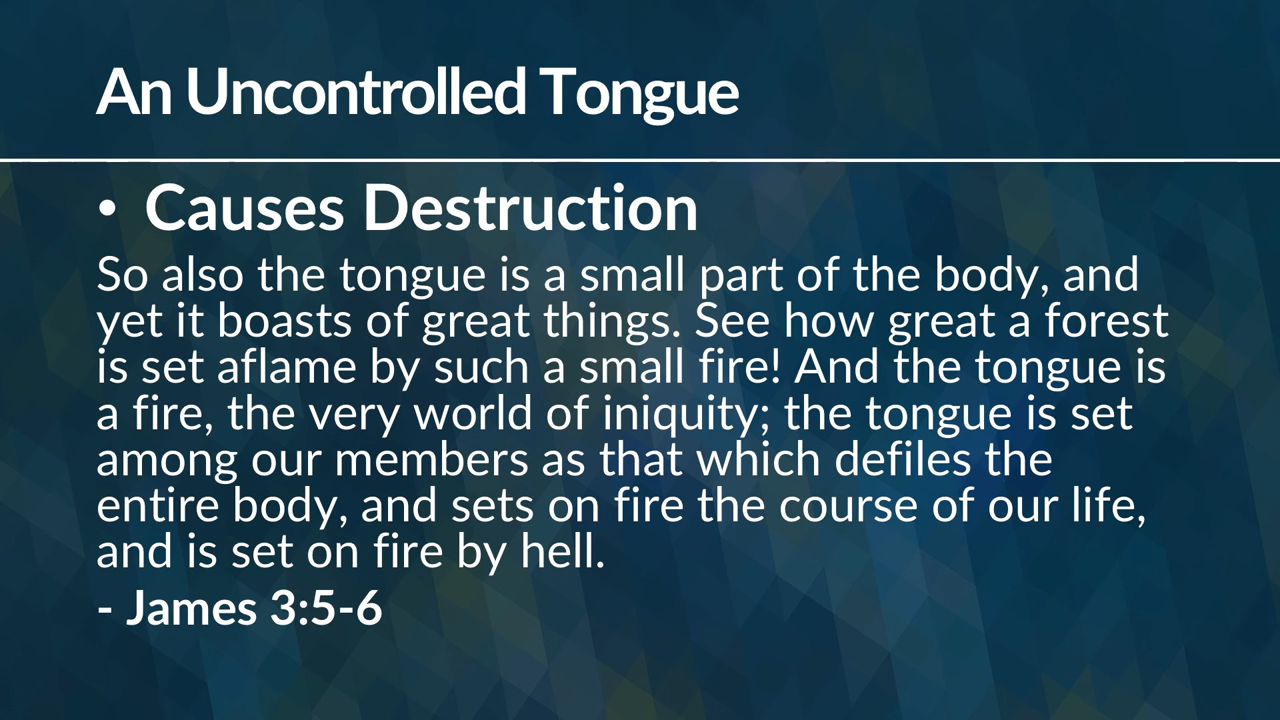 An Uncontrolled Tongue
• Causes Destruction
So also the tongue is a small part of the body, and
yet it boasts of great things. See how great a forest
is set aflame by such a small fire! And the tongue is
a fire, the very world of iniquity; the tongue is set
among our members as that which defiles the
entire body, and sets on fire the course of our life,
and is set on fire by hell.
- James 3:5-6